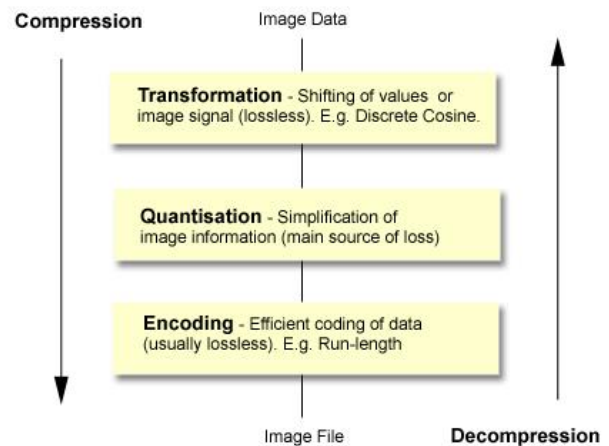 Compression
Image Data
Transformation - Shifting of values or
image signal (lossless). E.g. Discrete Cosine.
Quantisation - Simplification of
image information (main source of loss)
Encoding - Efficient coding of data
(usually lossless). E.g. Run-length
Image File
Decompression